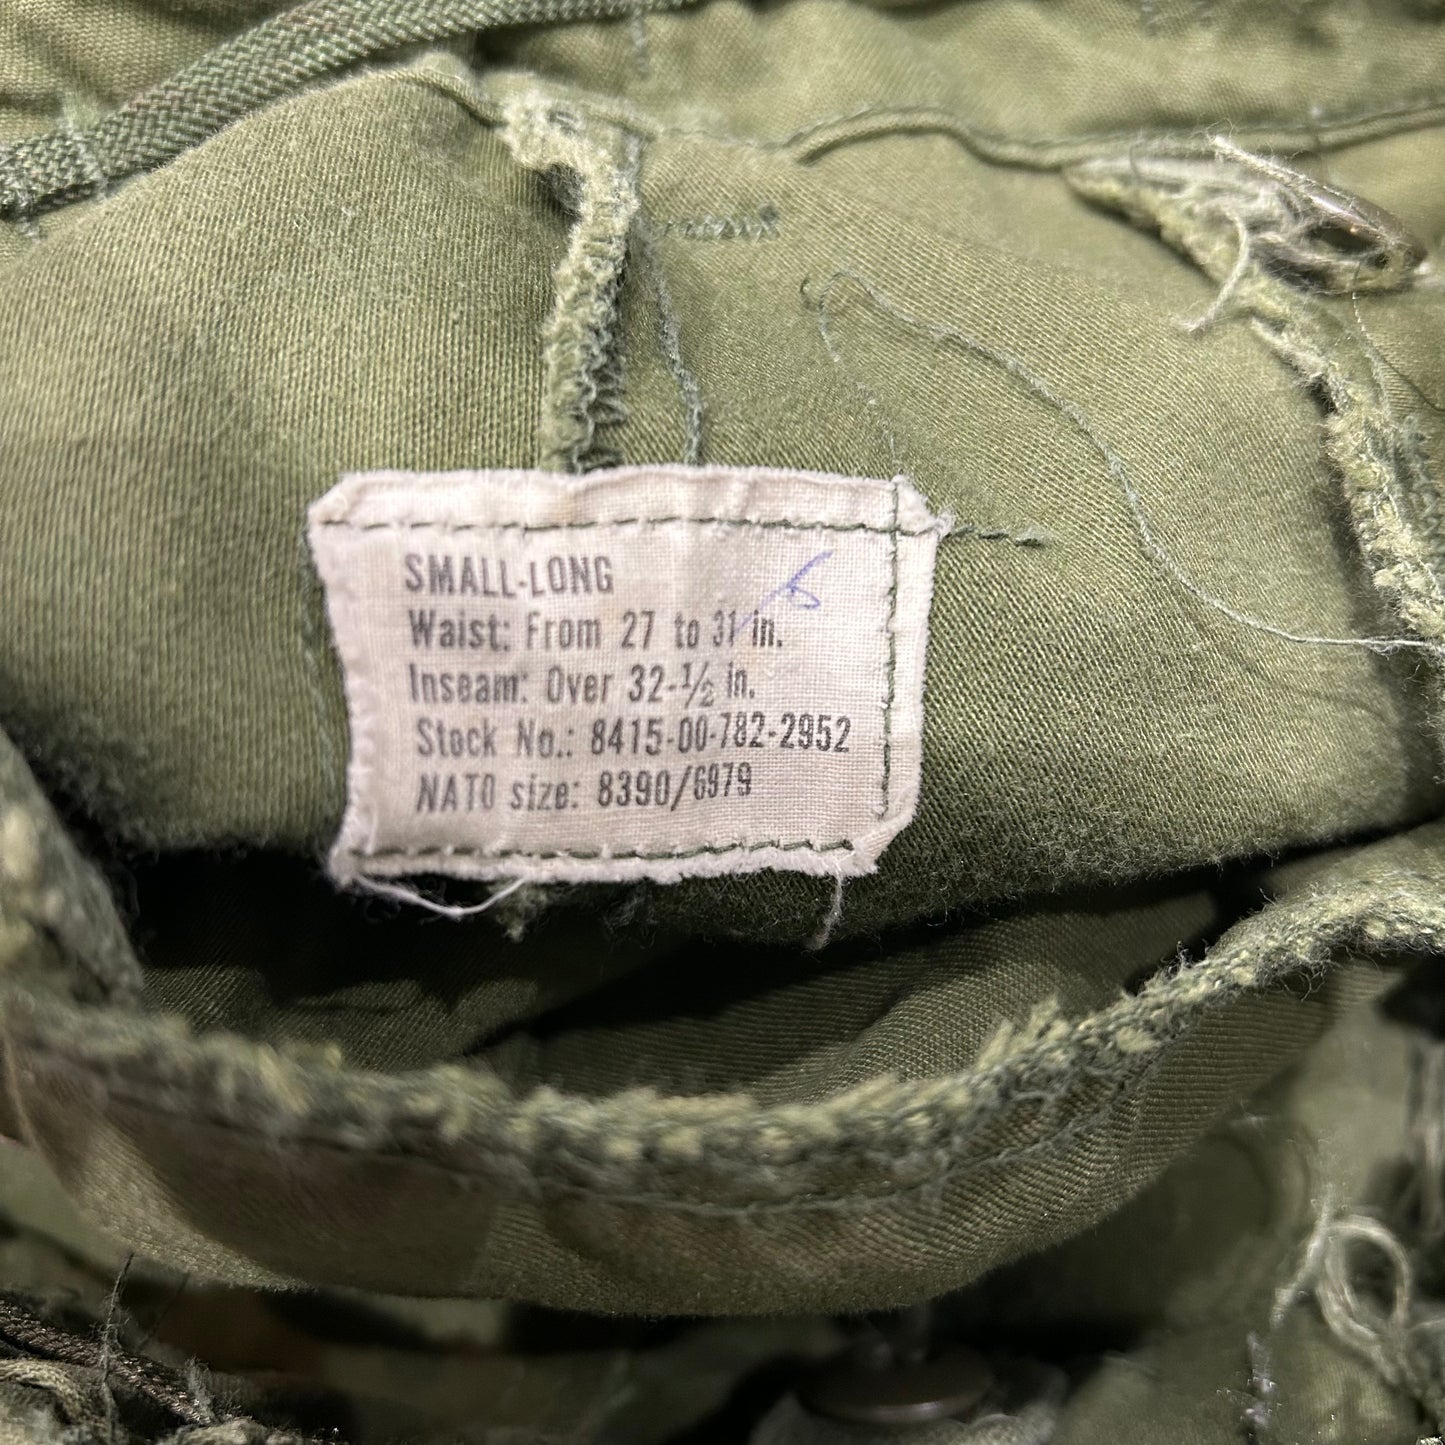 SMALL-LONG
Waist: From 27 to 31 in.
Inseam: Over 32-½ in.
Stock No.: 8415-00-782-2952
NATO size: 8390/6979